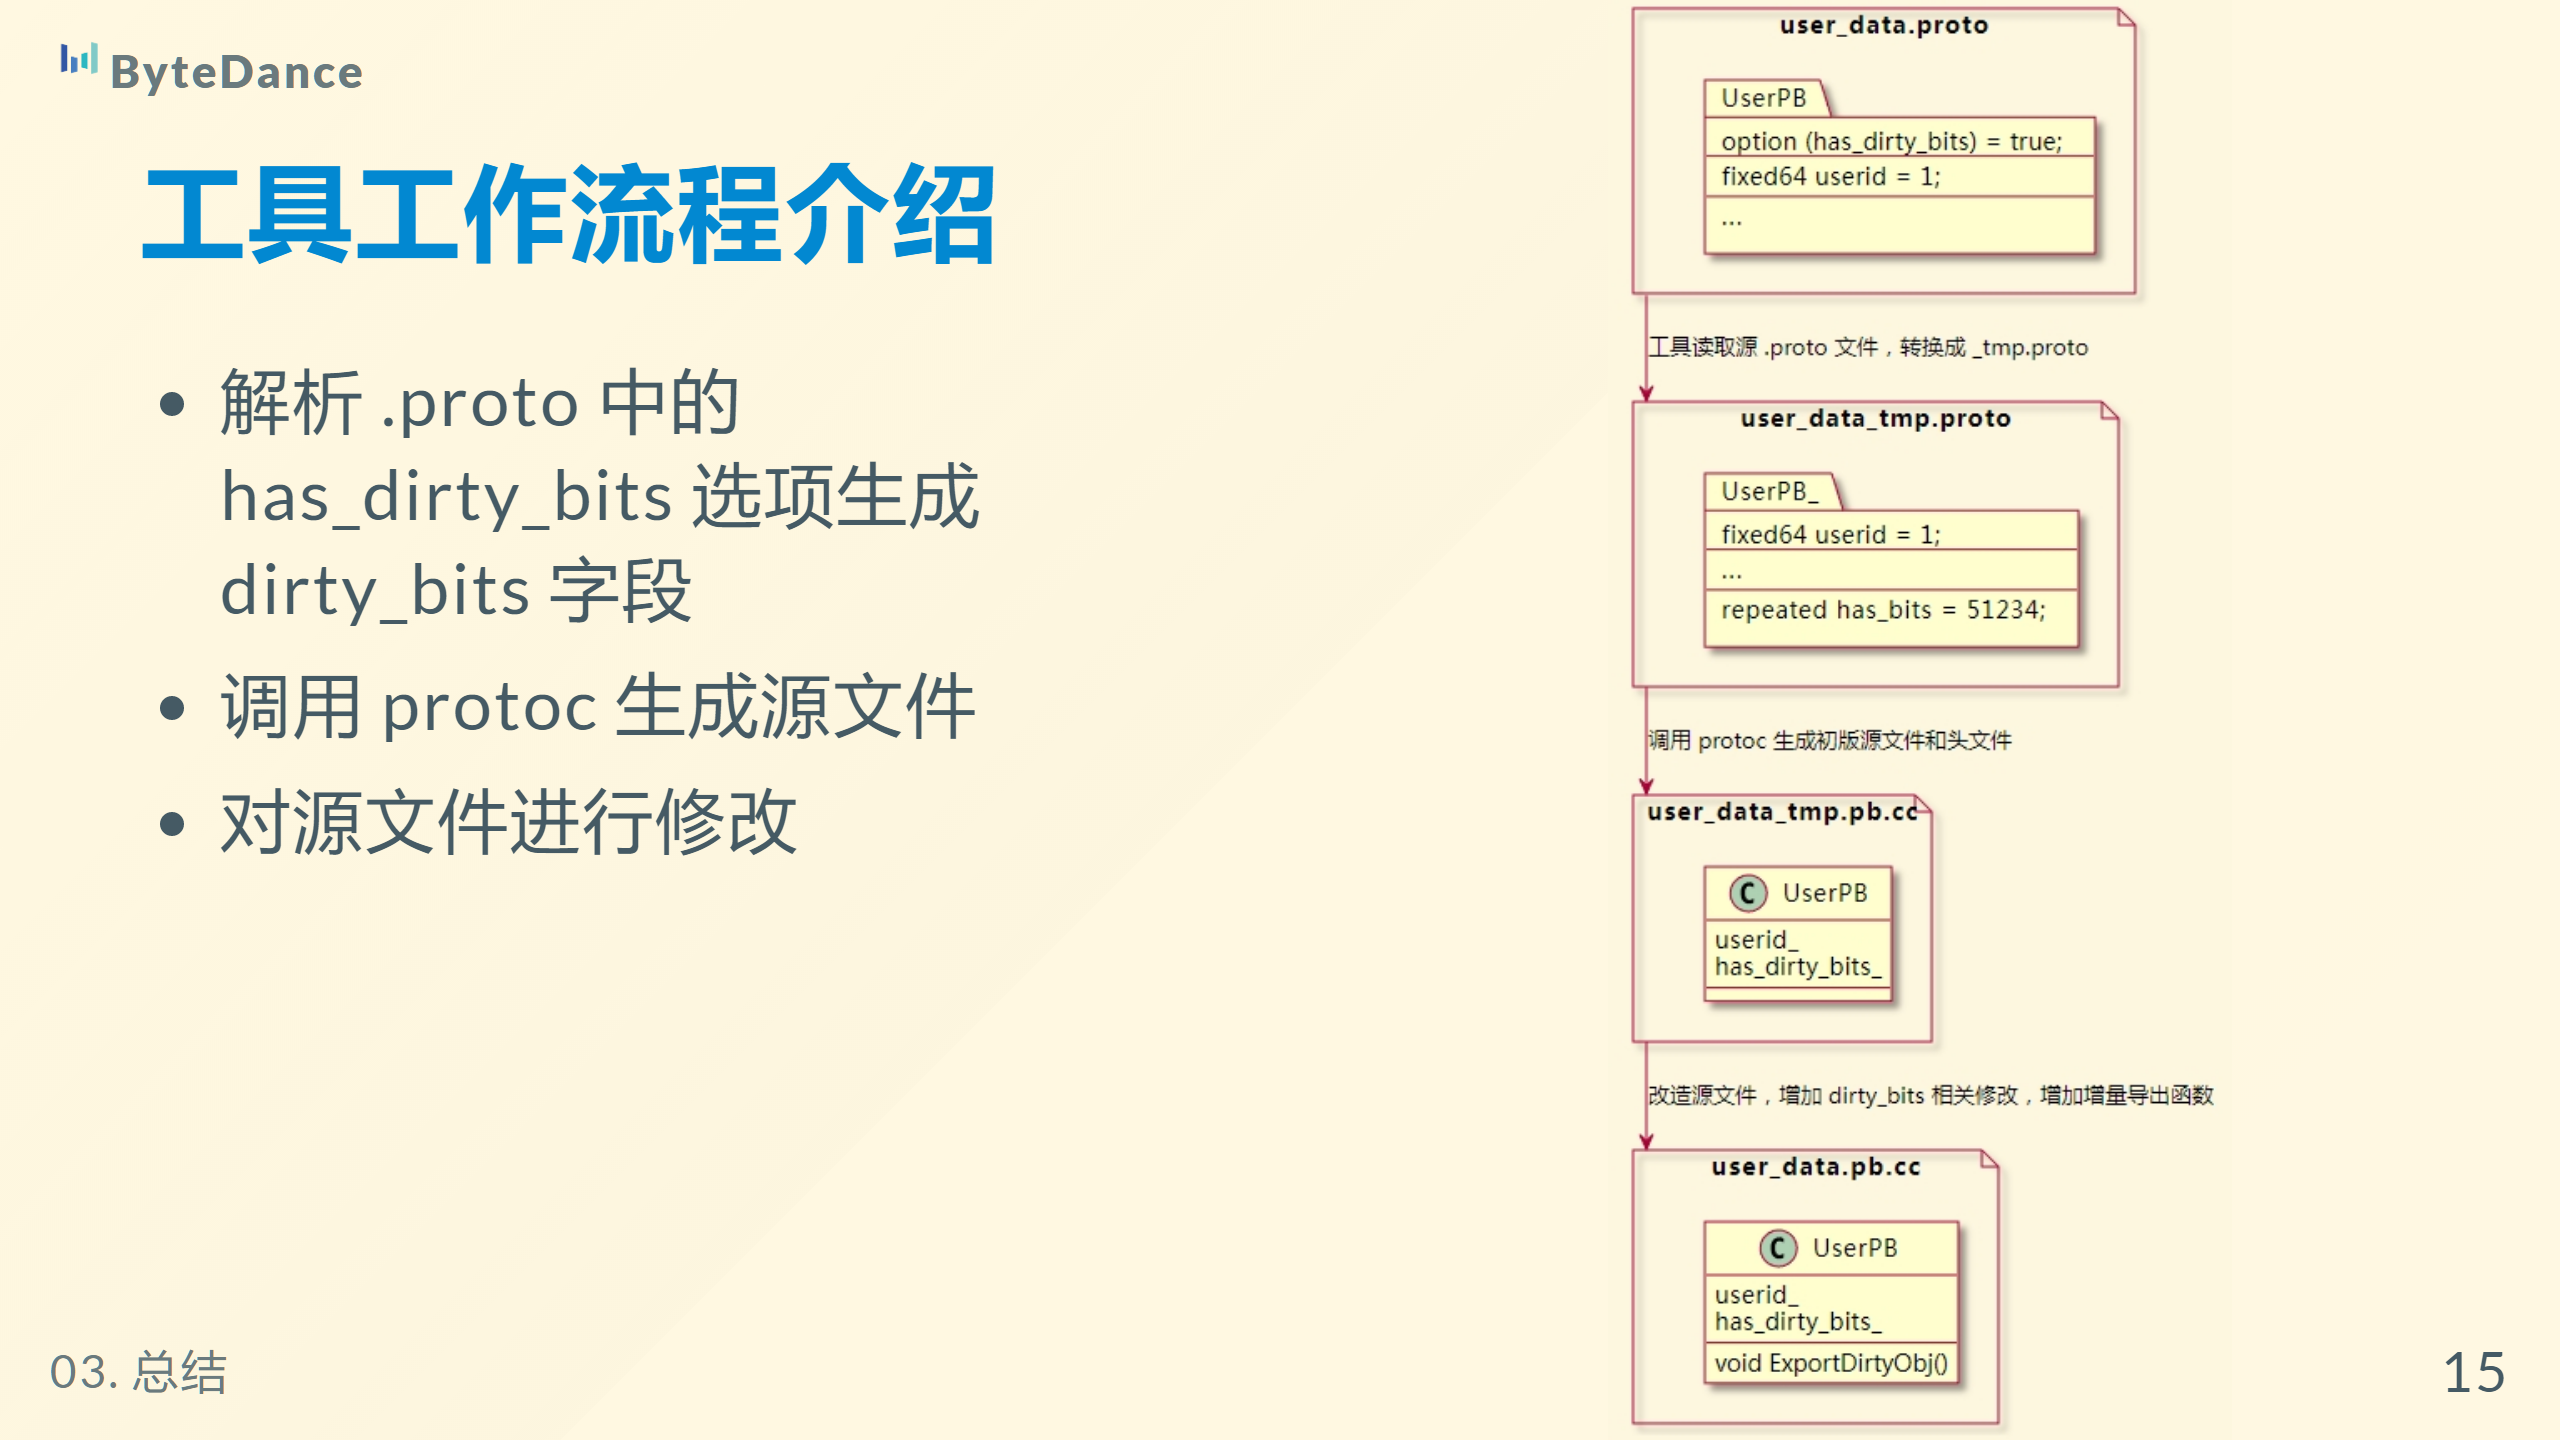 ByteDance
工具工作流程介绍
解析 .proto 中的
has_dirty_bits 选项生成
dirty_bits 字段
调用 protoc 生成源文件
对源文件进行修改
user_data.proto
UserPB
option (has_dirty_bits) = true;
fixed64 userid = 1;
...
工具读取源 .proto 文件，转换成 _tmp.proto
user_data_tmp.proto
UserPB_
fixed64 userid = 1;
...
repeated has_bits = 51234;
调用 protoc 生成初版源文件和头文件
user_data_tmp.pb.cc
C UserPB
userid_
has_dirty_bits_
改造源文件，增加 dirty_bits 相关修改，增加增量导出函数
user_data.pb.cc
C UserPB
userid_
has_dirty_bits_
void ExportDirtyObj()
03. 总结
15